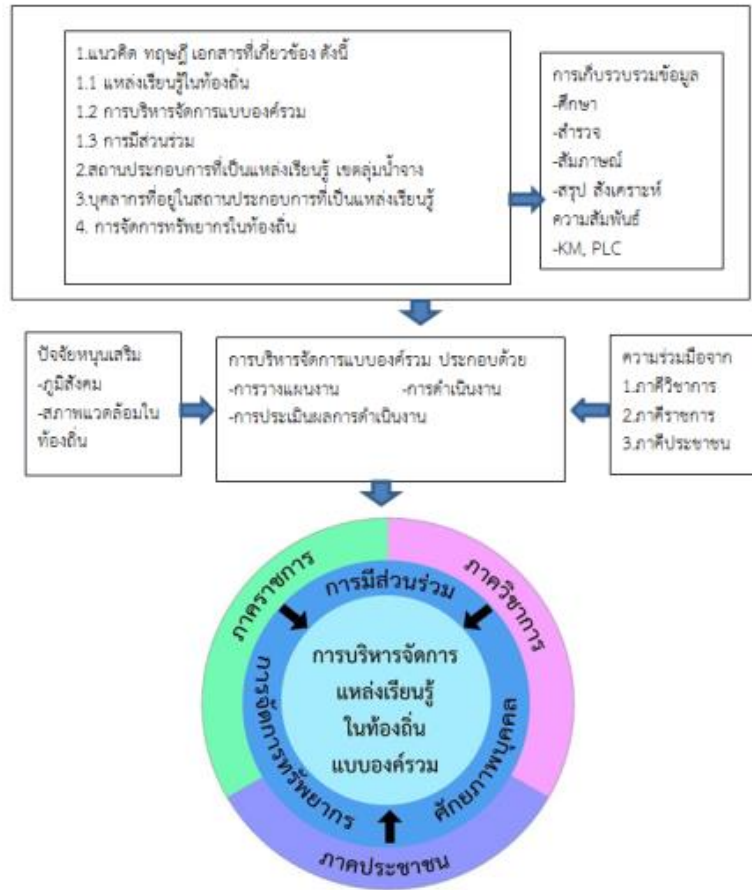 1.แนวคิด ทฤษฎี เอกสารที่เกี่ยวข้อง ดังนี้
1.1 แหล่งเรียนรู้ในท้องถิ่น
1.2 การบริหารจัดการแบบองค์รวม
1.3 การมีส่วนร่วม
2.สถานประกอบการที่เป็นแหล่งเรียนรู้ เขตลุ่มน้ำจาง
3.บุคลากรที่อยู่ในสถานประกอบการที่เป็นแหล่งเรียนรู้
4. การจัดการทรัพยากรในท้องถิ่น
การเก็บรวบรวมข้อมูล
-ศึกษา
-สำรวจ
-สัมภาษณ์
-สรุป สังเคราะห์
ความสัมพันธ์
-KM, PLC
ปัจจัยหนุนเสริม
-ภูมิสังคม
-สภาพแวดล้อมใน
ท้องถิ่น
การบริหารจัดการแบบองค์รวม ประกอบด้วย
-การวางแผนงาน -การดำเนินงาน
-การประเมินผลการดำเนินงาน
ความร่วมมือจาก
1.ภาคีวิชาการ
2.ภาคีราชการ
3.ภาคีประชาชน
ภาคราชการ
ภาควิชาการ
การมีส่วนร่วม
การจัดการทรัพยากร
ศักยภาพบุคคล
การบริหารจัดการ
แหล่งเรียนรู้
ในท้องถิ่น
แบบองค์รวม
ภาคประชาชน